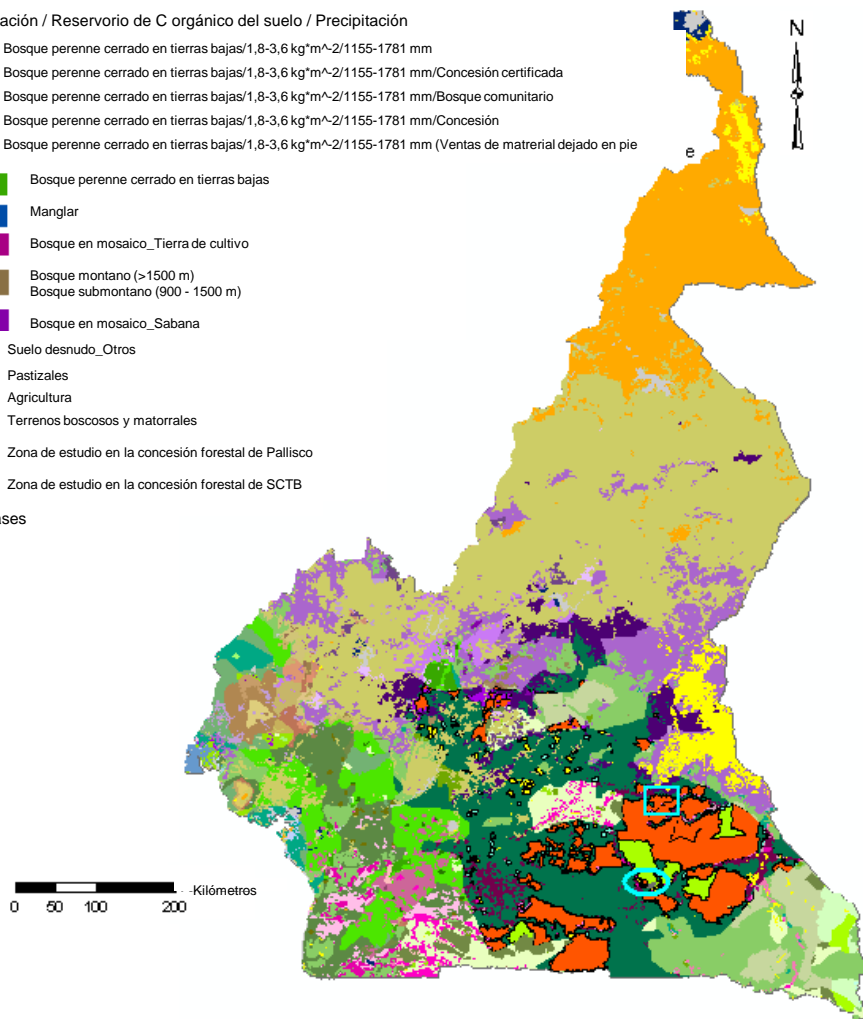 ación / Reservorio de C orgánico del suelo / Precipitación
Bosque perenne cerrado en tierras bajas/1,8-3,6 kg*m^-2/1155-1781 mm
Bosque perenne cerrado en tierras bajas/1,8-3,6 kg*m^-2/1155-1781 mm/Concesión certificada
Bosque perenne cerrado en tierras bajas/1,8-3,6 kg*m^-2/1155-1781 mm/Bosque comunitario
Bosque perenne cerrado en tierras bajas/1,8-3,6 kg*m^-2/1155-1781 mm/Concesión
Bosque perenne cerrado en tierras bajas/1,8-3,6 kg*m^-2/1155-1781 mm (Ventas de matrerial dejado en pie
e
N
Bosque perenne cerrado en tierras bajas
Manglar
Bosque en mosaico_Tierra de cultivo
Bosque montano (>1500 m)
Bosque submontano (900 - 1500 m)
Bosque en mosaico_Sabana
Suelo desnudo_Otros
Pastizales
Agricultura
Terrenos boscosos y matorrales
Zona de estudio en la concesión forestal de Pallisco
Zona de estudio en la concesión forestal de SCTB
ases
Kilómetros
0 50 100 200